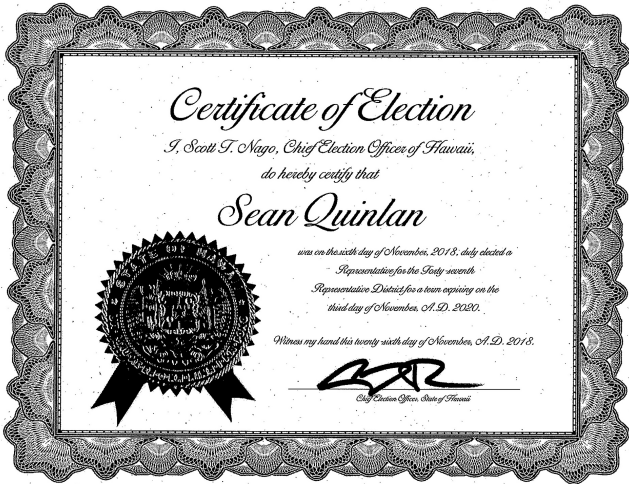 Certificate of Election
I, Scott T. Nago, Chief Election Officer of Hawaii,
do hereby certify that
Sean Quinlan
was on the sixth day of November, 2018, duly elected a
Representative for the Forty-seventh
Representative District for a term expiring on the
third day of November, A.D. 2020.
Witness my hand this twenty-sixth day of November, A.D. 2018.
Chief Election Officer, State of Hawaii
STATE OF HAWAII